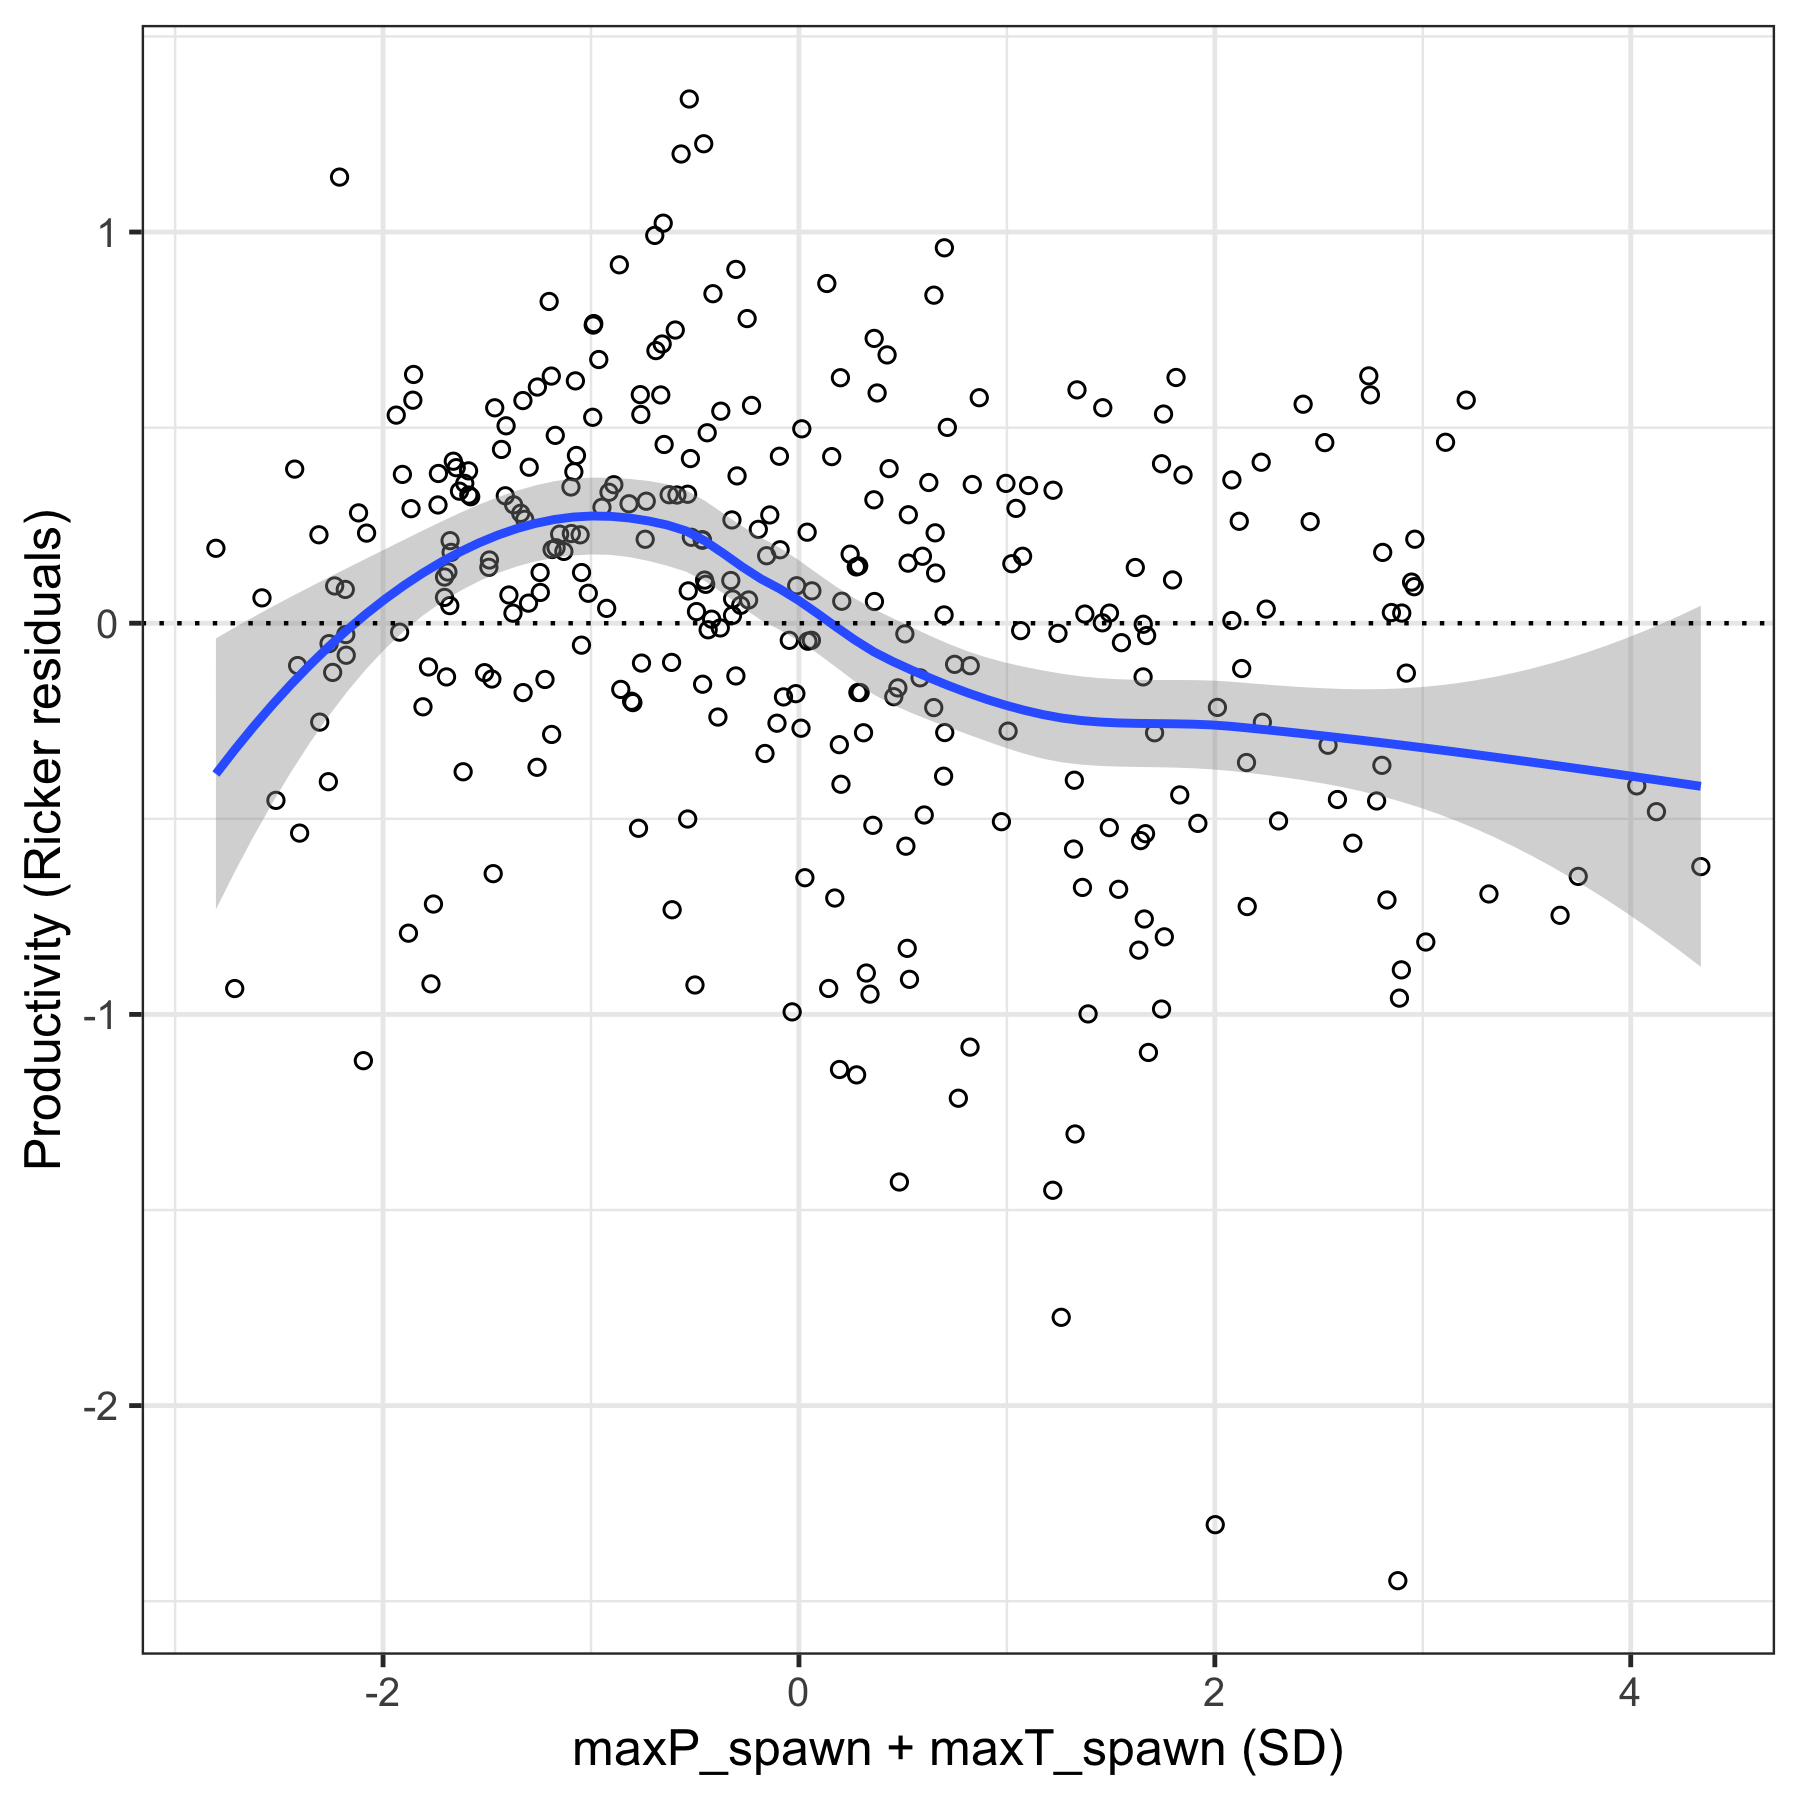 Productivity (Ricker residuals)
1
0
-1
-2
-2 0 2 4
maxP_spawn + maxT_spawn (SD)